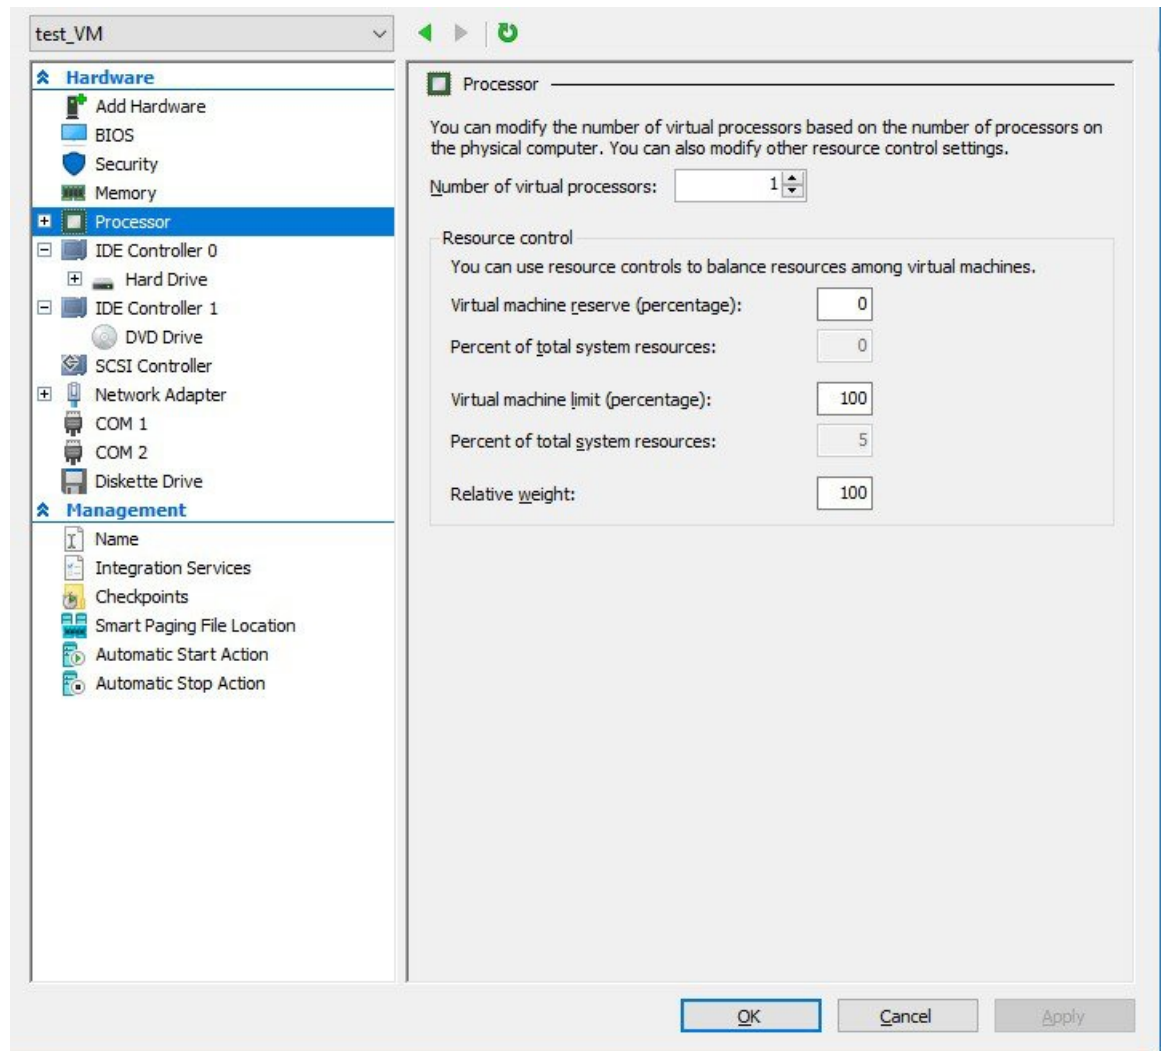 test_VM
Hardware
Add Hardware
BIOS
Security
Memory
Processor
IDE Controller 0
Hard Drive
IDE Controller 1
DVD Drive
SCSI Controller
Network Adapter
COM 1
COM 2
Diskette Drive
Management
Name
Integration Services
Checkpoints
Smart Paging File Location
Automatic Start Action
Automatic Stop Action
Processor
You can modify the number of virtual processors based on the number of processors on
the physical computer. You can also modify other resource control settings.
Number of virtual processors: 1
Resource control
You can use resource controls to balance resources among virtual machines.
Virtual machine reserve (percentage): 0
Percent of total system resources: 0
Virtual machine limit (percentage): 100
Percent of total system resources: 5
Relative weight: 100
OK Cancel Apply